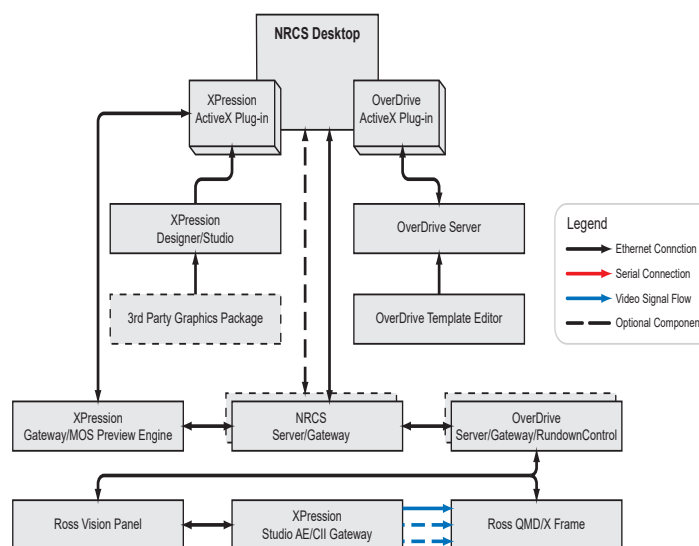 NRCS Desktop
XPression
ActiveX Plug-in
OverDrive
ActiveX Plug-in
XPression
Designer/Studio
OverDrive Server
3rd Party Graphics Package
OverDrive Template Editor
Legend
Ethernet Connction
Serial Connection
Video Signal Flow
Optional Component
XPression
Gateway/MOS Preview Engine
NRCS
Server/Gateway
OverDrive
Server/Gateway/RundownControl
Ross Vision Panel
XPression
Studio AE/CII Gateway
Ross QMD/X Frame